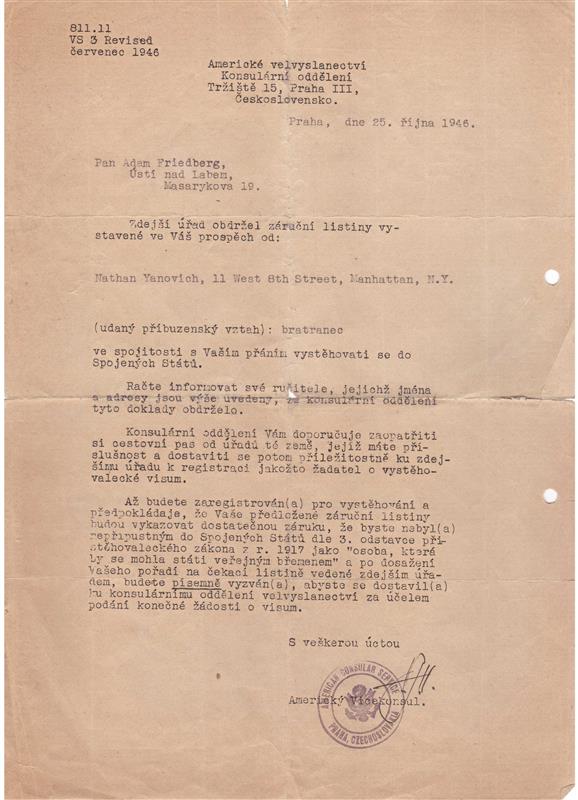 811.11
VS 3 Revised
červenec 1946
Americké velvyslanectví
Konsulární oddělení
Tržiště 15, Praha III,
Československo.
Praha, dne 25. října 1946.
Pan Adam Friedberg,
Ústí nad Labem,
Masarykova 19.
Zdejší úřad obdržel záruční listiny vy-
stavené ve Váš prospěch od:
Nathan Yanovich, 11 West 8th Street, Manhattan, N.Y.
(udaný příbuzenský vztah): bratranec
ve spojitosti s Vašim přáním vystěhovati se do
Spojených Států.
Račte informovat své ručitele, jejichž jména
a adresy jsou výše uvedeny, že konsulární oddělení
tyto doklady obdrželo.
Konsulární oddělení Vám doporučuje zaopatřiti
si cestovní pas od úřadů té země, jejíž máte pří-
slušnost a dostaviti se potom příležitostně ku zdej-
šímu úřadu k registraci jakožto žadatel o vystěho-
valecké visum.
Až budete zaregistrován(a) pro vystěhování a
předpokládaje, že Vaše předložené záruční listiny
budou vykazovat dostatečnou záruku, že byste nebyl(a)
nepřípustným do Spojených Států dle 3. odstavce při-
stěhovaleckého zákona z r. 1917 jako "osoba, která
by se mohla státi veřejným břemenem" a po dosažení
Vašeho pořadí na čekací listině vedené zdejším úřa-
dem, budete písemně vyzván(a), abyste se dostavil(a)
ku konsulárnímu oddělení velvyslanectví za účelem
podání konečné žádosti o visum.
S veškerou úctou
Americký Vicekonsul.
AMERICAN CONSULAR SERVICE
PRAHA, CZECHOSLOVAKIA